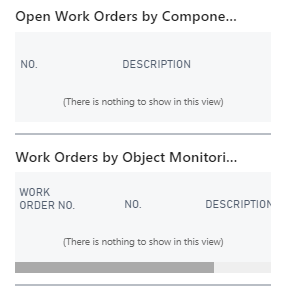 Open Work Orders by Compone...
NO. DESCRIPTION
(There is nothing to show in this view)
Work Orders by Object Monitori...
WORK
ORDER NO. NO. DESCRIPTION
(There is nothing to show in this view)